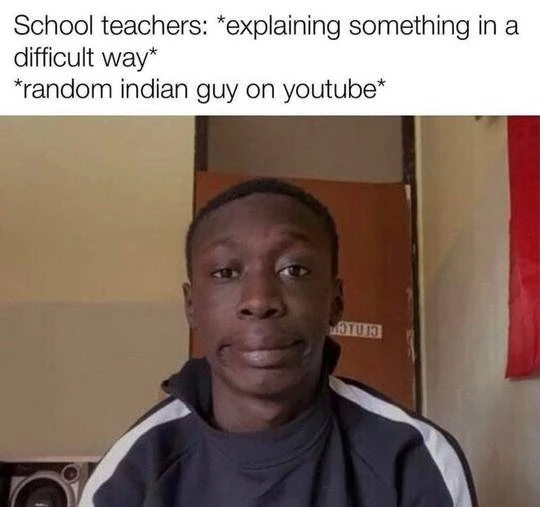 School teachers: *explaining something in a
difficult way*
*random indian guy on youtube*